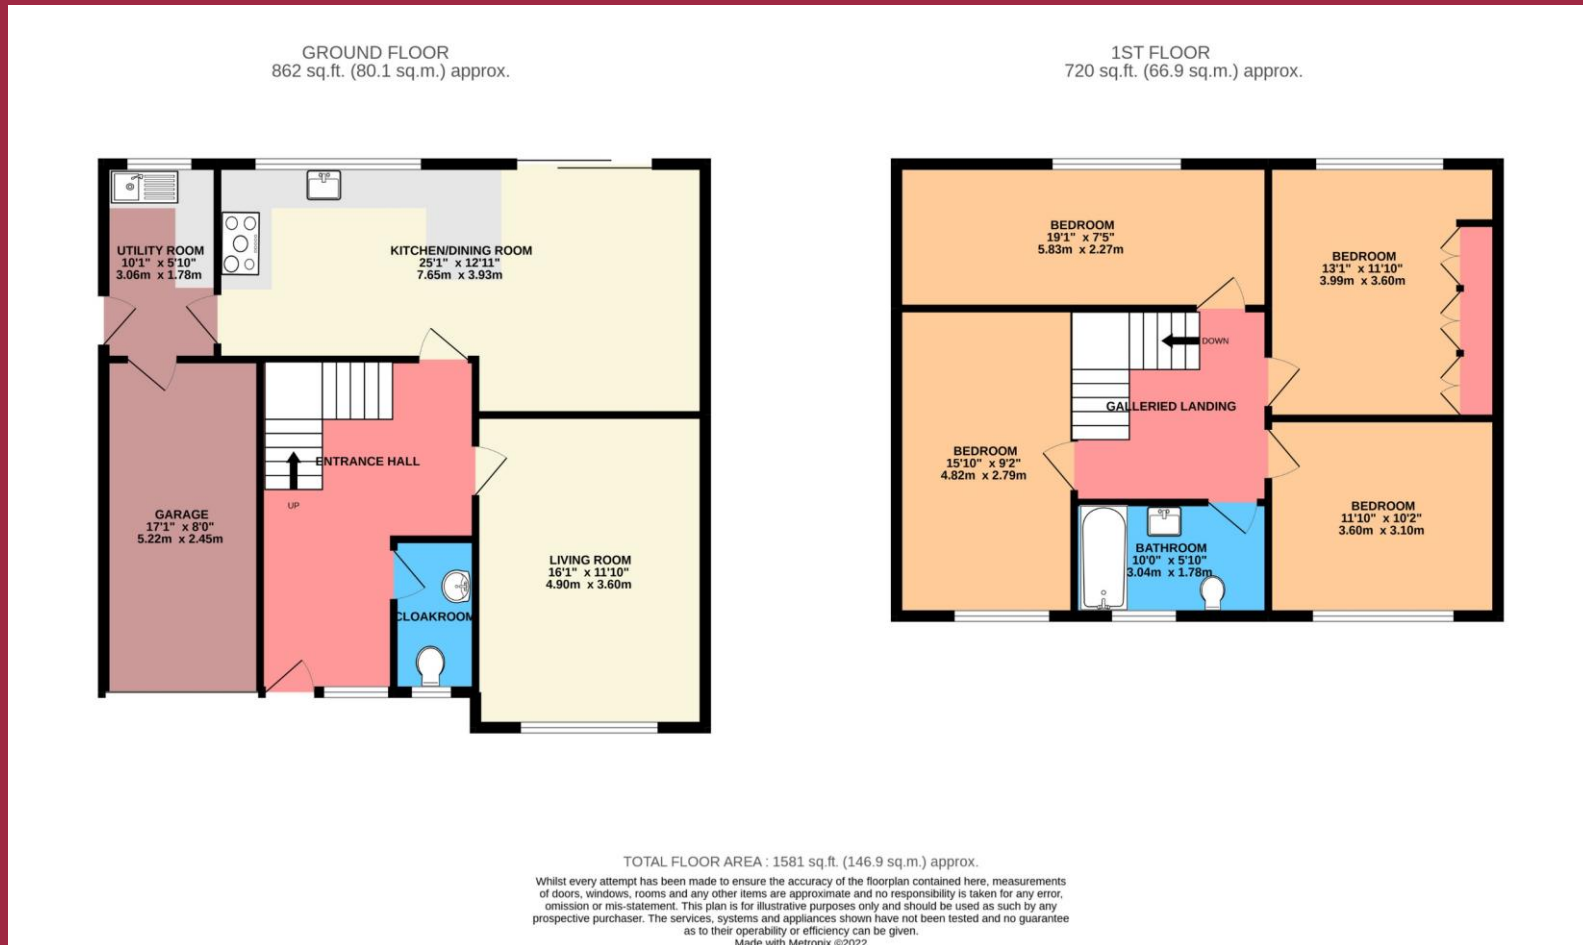 GROUND FLOOR
862 sq.ft. (80.1 sq.m.) approx.
1ST FLOOR
720 sq.ft. (66.9 sq.m.) approx.
UTILITY ROOM
10'1" x 5'10"
3.06m x 1.78m
KITCHEN/DINING ROOM
25'1" x 12'11"
7.65m x 3.93m
ENTRANCE HALL
UP
GARAGE
17'1" x 8'0"
5.22m x 2.45m
CLOAKROOM
LIVING ROOM
16'1" x 11'10"
4.90m x 3.60m
BEDROOM
19'1" x 7'5"
5.83m x 2.27m
BEDROOM
13'1" x 11'10"
3.99m x 3.60m
DOWN
GALLERIED LANDING
BEDROOM
15'10" x 9'2"
4.82m x 2.79m
BEDROOM
11'10" x 10'2"
3.60m x 3.10m
BATHROOM
10'0" x 5'10"
3.04m x 1.78m
TOTAL FLOOR AREA : 1581 sq.ft. (146.9 sq.m.) approx.
Whilst every attempt has been made to ensure the accuracy of the floorplan contained here, measurements
of doors, windows, rooms and any other items are approximate and no responsibility is taken for any error,
omission or mis-statement. This plan is for illustrative purposes only and should be used as such by any
prospective purchaser. The services, systems and appliances shown have not been tested and no guarantee
as to their operability or efficiency can be given.
Made with Metropix ©2022